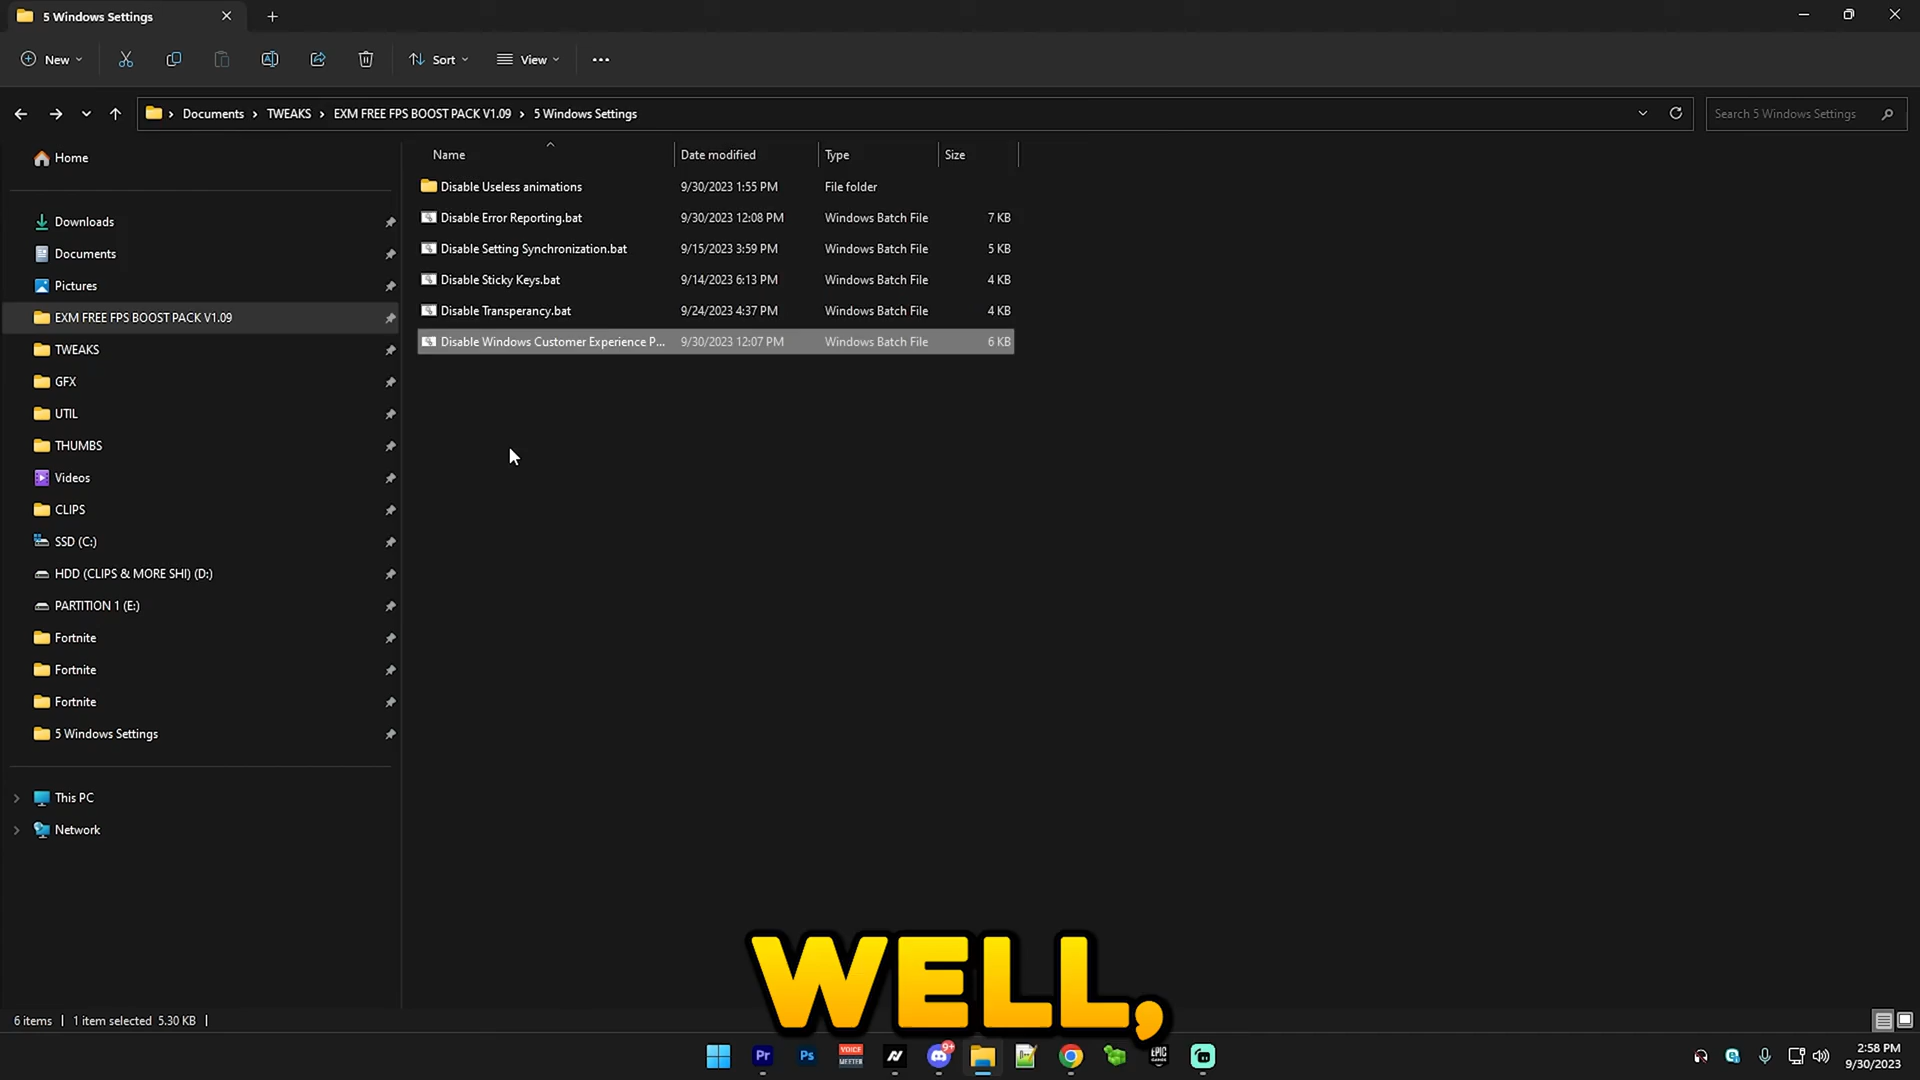 5 Windows Settings
New
Sort
View
Documents > TWEAKS > EXM FREE FPS BOOST PACK V1.09 > 5 Windows Settings
Search 5 Windows Settings
Name Date modified Type Size
Disable Useless animations 9/30/2023 1:55 PM File folder
Disable Error Reporting.bat 9/30/2023 12:08 PM Windows Batch File 7 KB
Disable Setting Synchronization.bat 9/15/2023 3:59 PM Windows Batch File 5 KB
Disable Sticky Keys.bat 9/14/2023 6:13 PM Windows Batch File 4 KB
Disable Transperancy.bat 9/24/2023 4:37 PM Windows Batch File 4 KB
Disable Windows Customer Experience P... 9/30/2023 12:07 PM Windows Batch File 6 KB
Home
Downloads
Documents
Pictures
EXM FREE FPS BOOST PACK V1.09
TWEAKS
GFX
UTIL
THUMBS
Videos
CLIPS
SSD (C:)
HDD (CLIPS & MORE SHI) (D:)
PARTITION 1 (E:)
Fortnite
Fortnite
Fortnite
5 Windows Settings
This PC
Network
WELL,
6 items | 1 item selected 5.30 KB |
Pr
Ps
VOICE
MEETER
9+
EPIC
GAMES
2:58 PM
9/30/2023